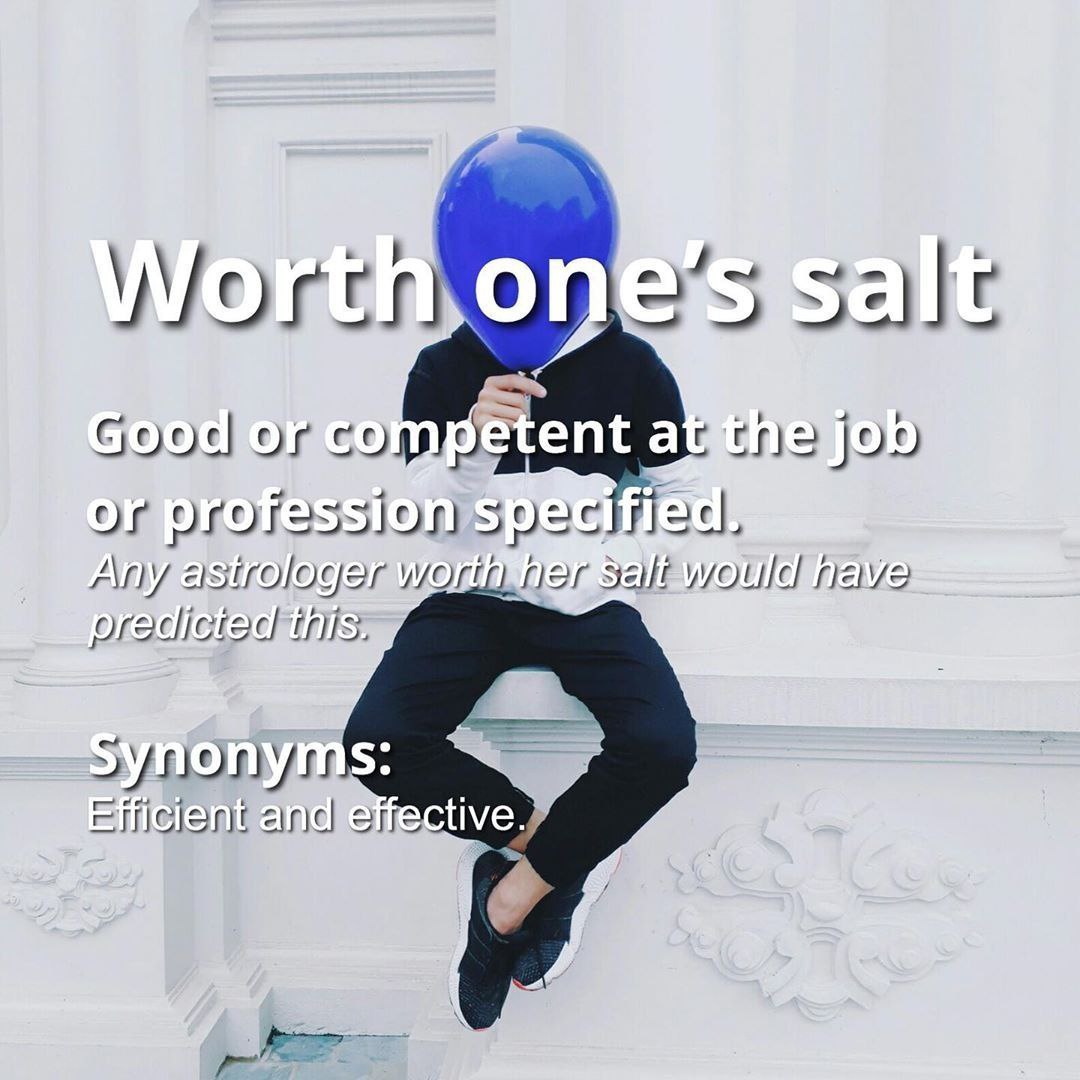 Worth one’s salt
Good or competent at the job
or profession specified.
Any astrologer worth her salt would have
predicted this.
Synonyms:
Efficient and effective.